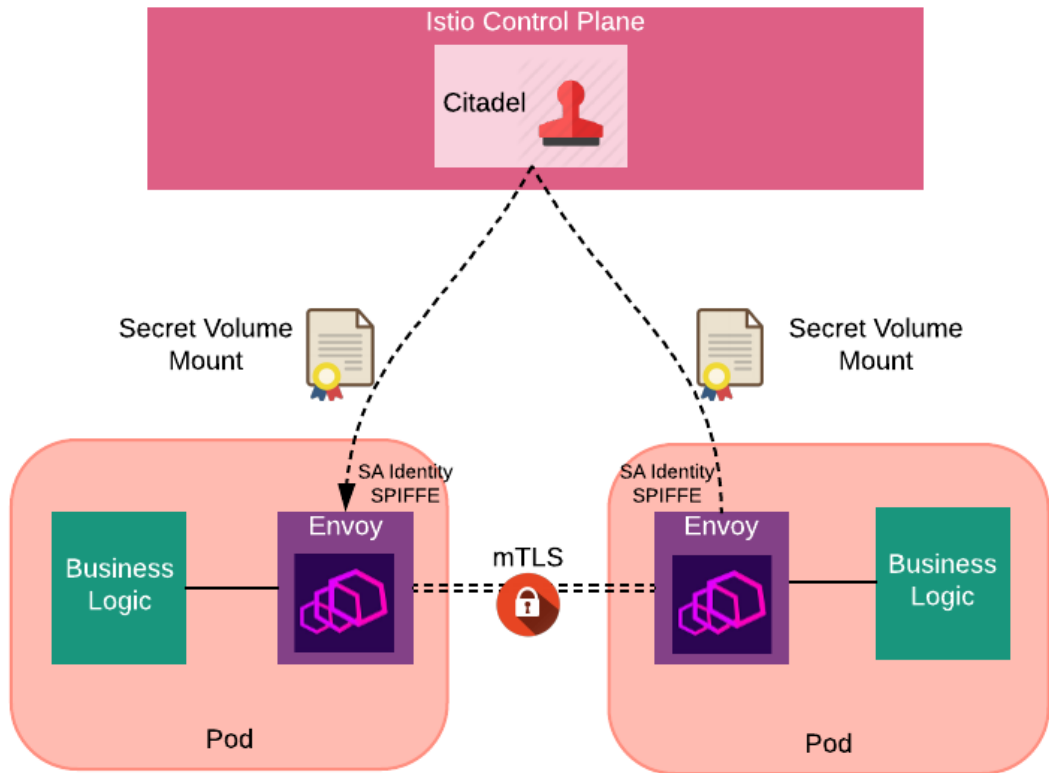 Istio Control Plane
Citadel
Secret Volume
Mount
Secret Volume
Mount
SA Identity
SPIFFE
SA Identity
SPIFFE
Envoy
Envoy
mTLS
Business
Logic
Business
Logic
Pod
Pod